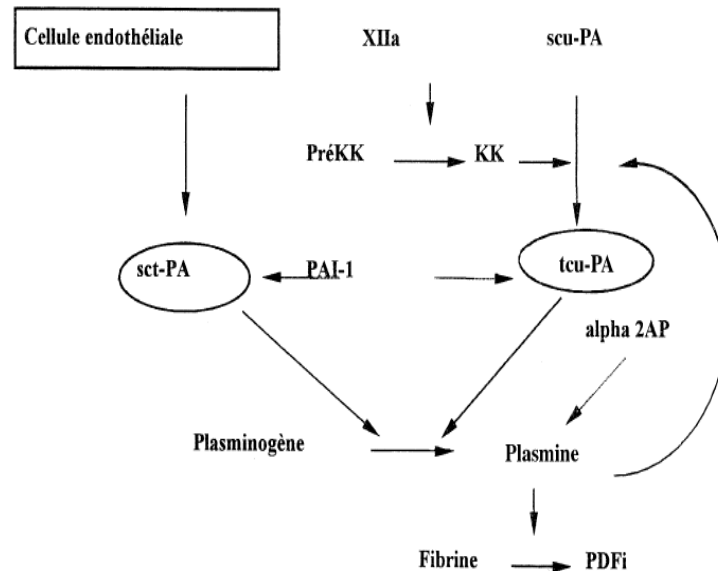 Cellule endothéliale
XIIa
scu-PA
PréKK
KK
sct-PA
PAI-1
tcu-PA
alpha 2AP
Plasminogène
Plasmine
Fibrine
PDFi